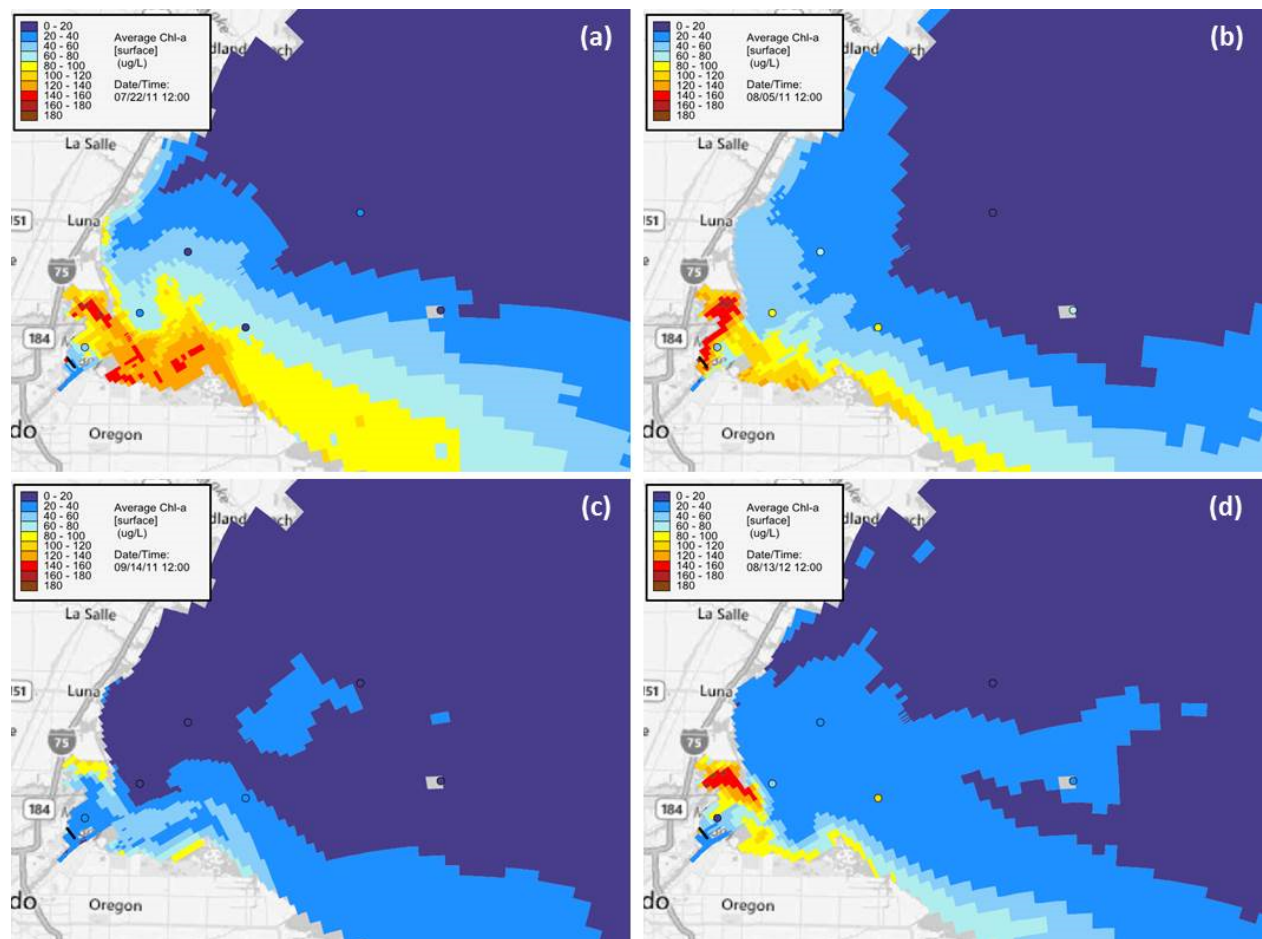 0 - 20
20 - 40
40 - 60
60 - 80
80 - 100
100 - 120
120 - 140
140 - 160
160 - 180
180
Average Chl-a
[surface]
(ug/L)
Date/Time:
07/22/11 12:00
(a)
La Salle
Luna
75
184
Oregon
0 - 20
20 - 40
40 - 60
60 - 80
80 - 100
100 - 120
120 - 140
140 - 160
160 - 180
180
Average Chl-a
[surface]
(ug/L)
Date/Time:
08/05/11 12:00
(b)
La Salle
Luna
75
184
do
Oregon
0 - 20
20 - 40
40 - 60
60 - 80
80 - 100
100 - 120
120 - 140
140 - 160
160 - 180
180
Average Chl-a
[surface]
(ug/L)
Date/Time:
09/14/11 12:00
(c)
La Salle
Luna
75
184
do
Oregon
0 - 20
20 - 40
40 - 60
60 - 80
80 - 100
100 - 120
120 - 140
140 - 160
160 - 180
180
Average Chl-a
[surface]
(ug/L)
Date/Time:
08/13/12 12:00
(d)
La Salle
Luna
75
184
do
Oregon